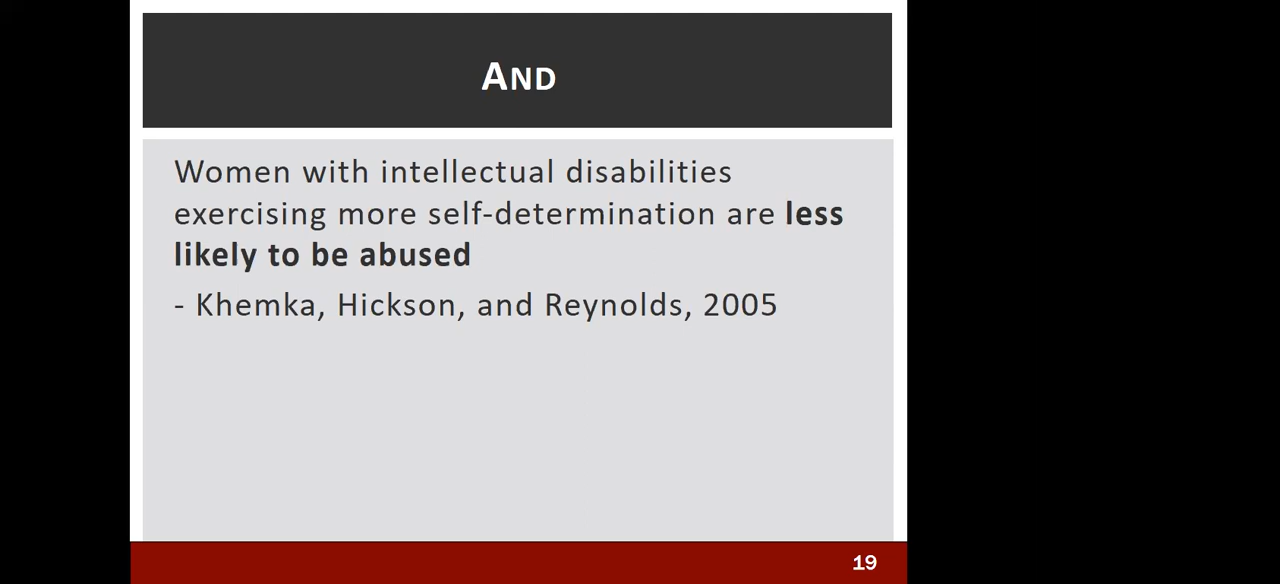 AND
Women with intellectual disabilities
exercising more self-determination are less
likely to be abused
- Khemka, Hickson, and Reynolds, 2005
19